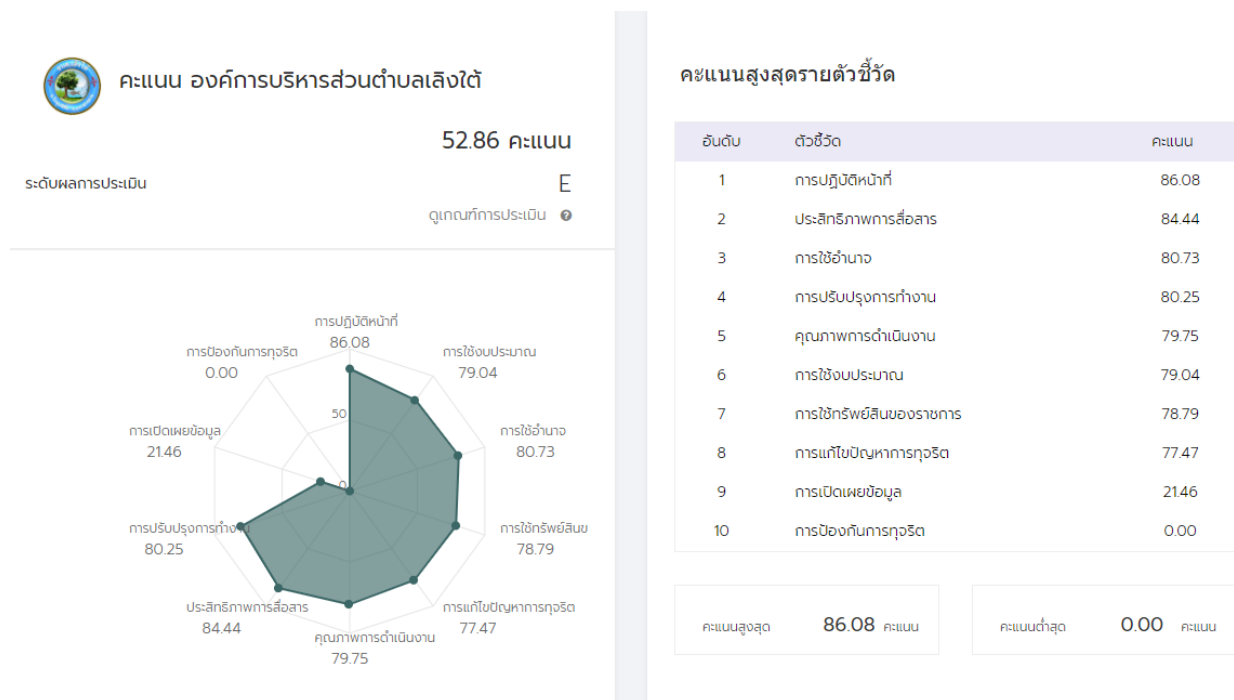 คะแนน องค์การบริหารส่วนตำบลเลิงใต้
52.86 คะแนน
ระดับผลการประเมิน E
ดูเกณฑ์การประเมิน ?
การปฏิบัติหน้าที่
86.08
การป้องกันการทุจริต
0.00
การใช้งบประมาณ
79.04
50
การเปิดเผยข้อมูล
21.46
การใช้อำนาจ
80.73
0
การปรับปรุงการทำงาน
80.25
การใช้ทรัพย์สินข
78.79
ประสิทธิภาพการสื่อสาร
84.44
การแก้ไขปัญหาการทุจริต
77.47
คุณภาพการดำเนินงาน
79.75
คะแนนสูงสุดรายตัวชี้วัด
อันดับ ตัวชี้วัด คะแนน
1 การปฏิบัติหน้าที่ 86.08
2 ประสิทธิภาพการสื่อสาร 84.44
3 การใช้อำนาจ 80.73
4 การปรับปรุงการทำงาน 80.25
5 คุณภาพการดำเนินงาน 79.75
6 การใช้งบประมาณ 79.04
7 การใช้ทรัพย์สินของราชการ 78.79
8 การแก้ไขปัญหาการทุจริต 77.47
9 การเปิดเผยข้อมูล 21.46
10 การป้องกันการทุจริต 0.00
คะแนนสูงสุด 86.08 คะแนน
คะแนนต่ำสุด 0.00 คะแนน